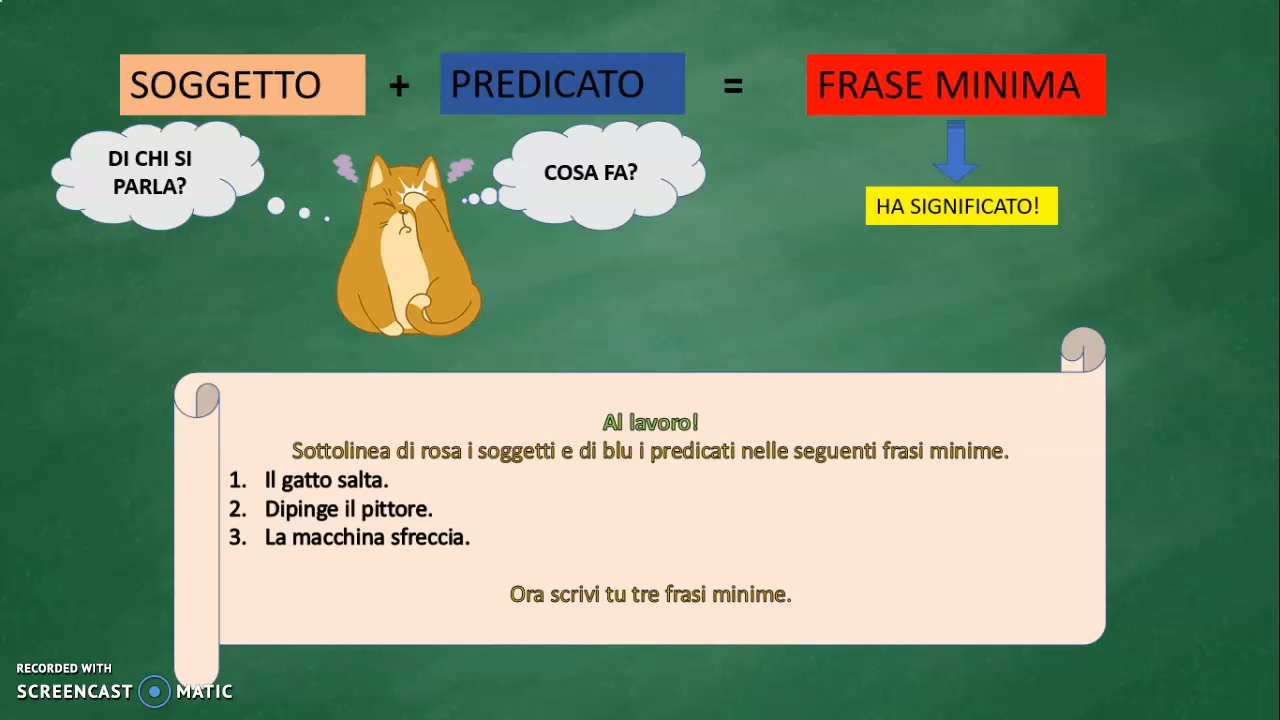 SOGGETTO + PREDICATO = FRASE MINIMA
DI CHI SI
PARLA?
COSA FA?
HA SIGNIFICATO!
Al lavoro!
Sottolinea di rosa i soggetti e di blu i predicati nelle seguenti frasi minime.
1. Il gatto salta.
2. Dipinge il pittore.
3. La macchina sfreccia.
Ora scrivi tu tre frasi minime.
RECORDED WITH
SCREENCAST MATIC